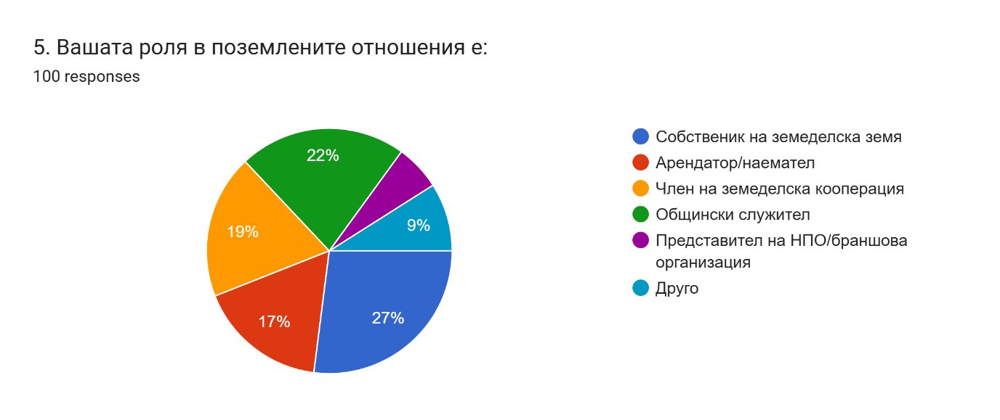 5. Вашата роля в поземлените отношения е:
100 responses
22%
19%
9%
17%
27%
Собственик на земеделска земя
Арендатор/наемател
Член на земеделска кооперация
Общински служител
Представител на НПО/браншова
организация
Друго